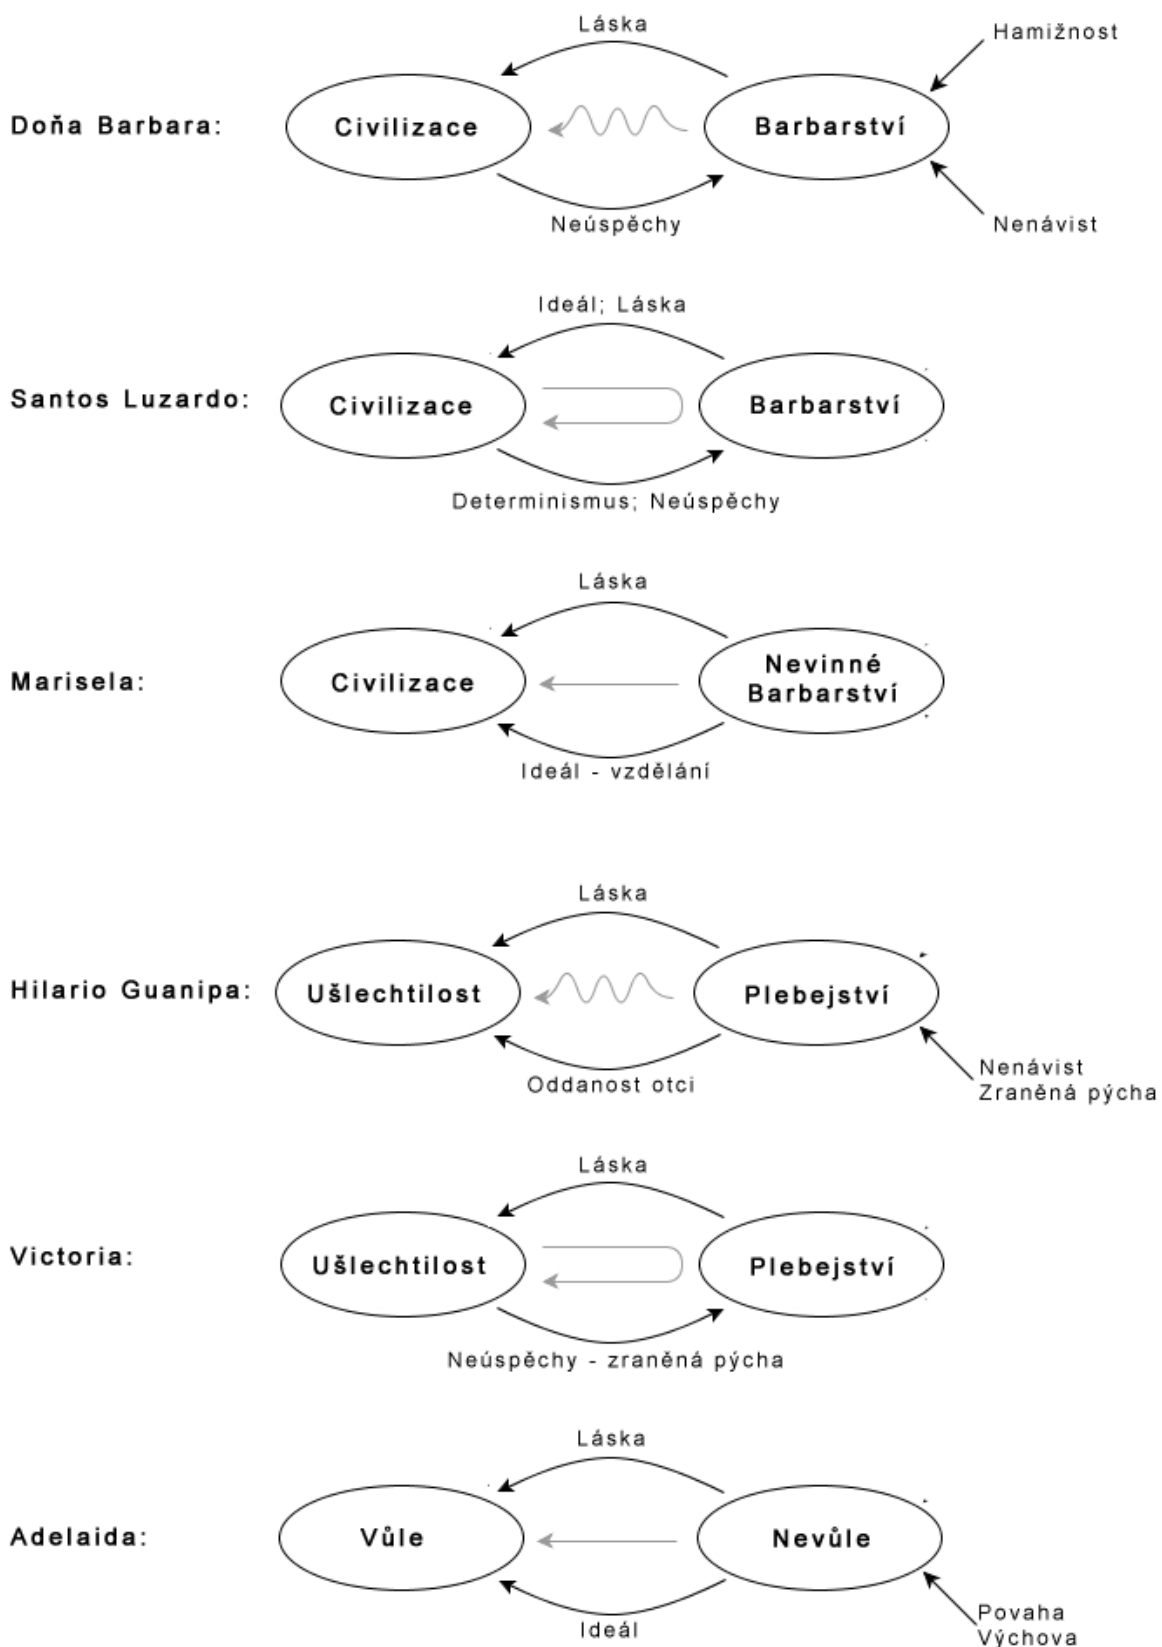 Láska
Hamižnost
Doňa Barbara:
Civilizace
Barbarství
Neúspěchy
Nenávist
Ideál; Láska
Santos Luzardo:
Civilizace
Barbarství
Determinismus; Neúspěchy
Láska
Marisela:
Civilizace
Nevinné
Barbarství
Ideál - vzdělání
Láska
Hilario Guanipa:
Ušlechtilost
Plebejství
Oddanost otci
Nenávist
Zraněná pýcha
Láska
Victoria:
Ušlechtilost
Plebejství
Neúspěchy - zraněná pýcha
Láska
Adelaida:
Vůle
Nevůle
Ideál
Povaha
Výchova